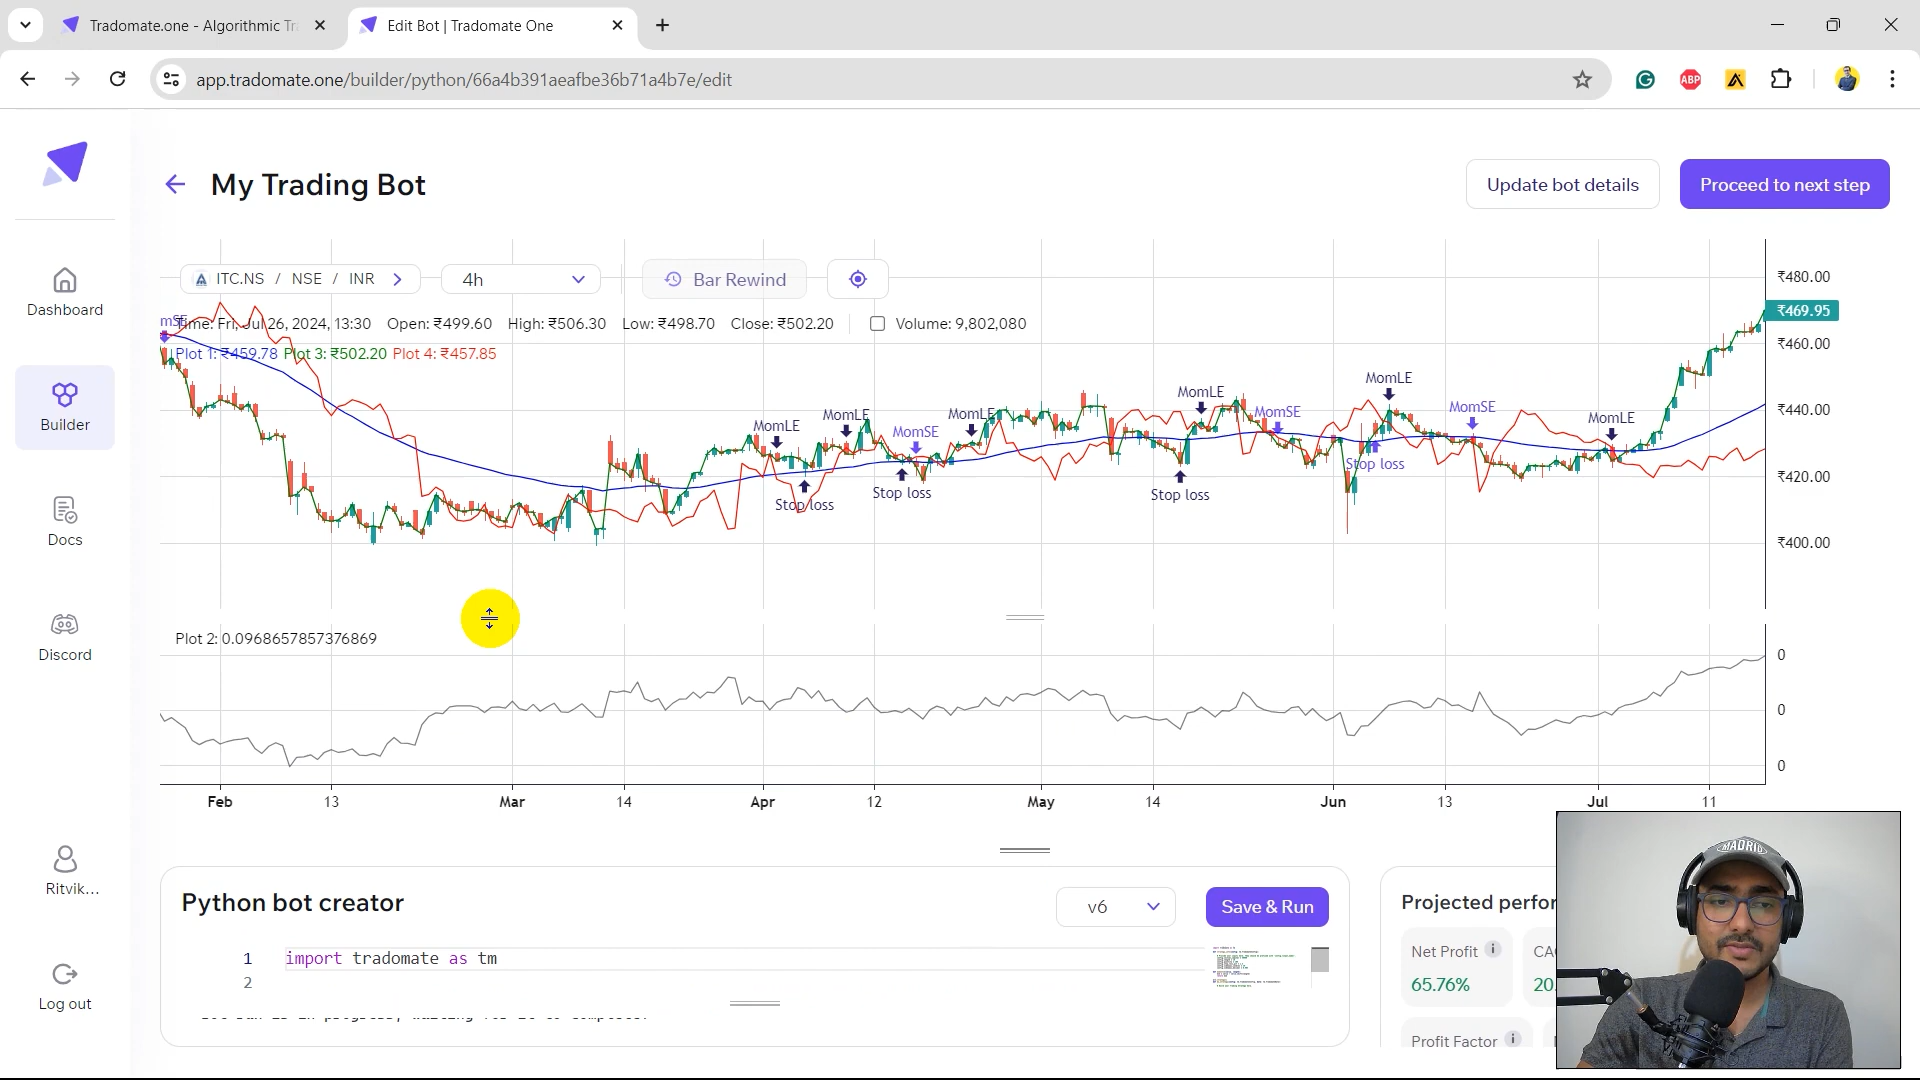 Tradomate.one - Algorithmic Tr
Edit Bot | Tradomate One
app.tradomate.one/builder/python/66a4b391aeafbe36b71a4b7e/edit
ABP
My Trading Bot
Update bot details
Proceed to next step
Dashboard
Builder
Docs
Discord
Ritvik...
Log out
ITC.NS / NSE / INR
4h
Bar Rewind
Time: Fri, Jul 26, 2024, 13:30 Open: ₹499.60 High: ₹506.30 Low: ₹498.70 Close: ₹502.20 Volume: 9,802,080
Plot 1: ₹459.78 Plot 3: ₹502.20 Plot 4: ₹457.85
₹480.00
₹469.95
₹460.00
₹440.00
₹420.00
₹400.00
MomLE
Stop loss
MomLE
Stop loss
MomSE
MomLE
Stop loss
MomLE
MomSE
Stop loss
MomLE
MomSE
MomLE
Plot 2: 0.0968657857376869
0
0
0
Feb 13 Mar 14 Apr 12 May 14 Jun 13 Jul 11
Python bot creator
v6
Save & Run
1 import tradomate as tm
2
Projected perfor
Net Profit
CA
65.76%
20.
Profit Factor
MADRID